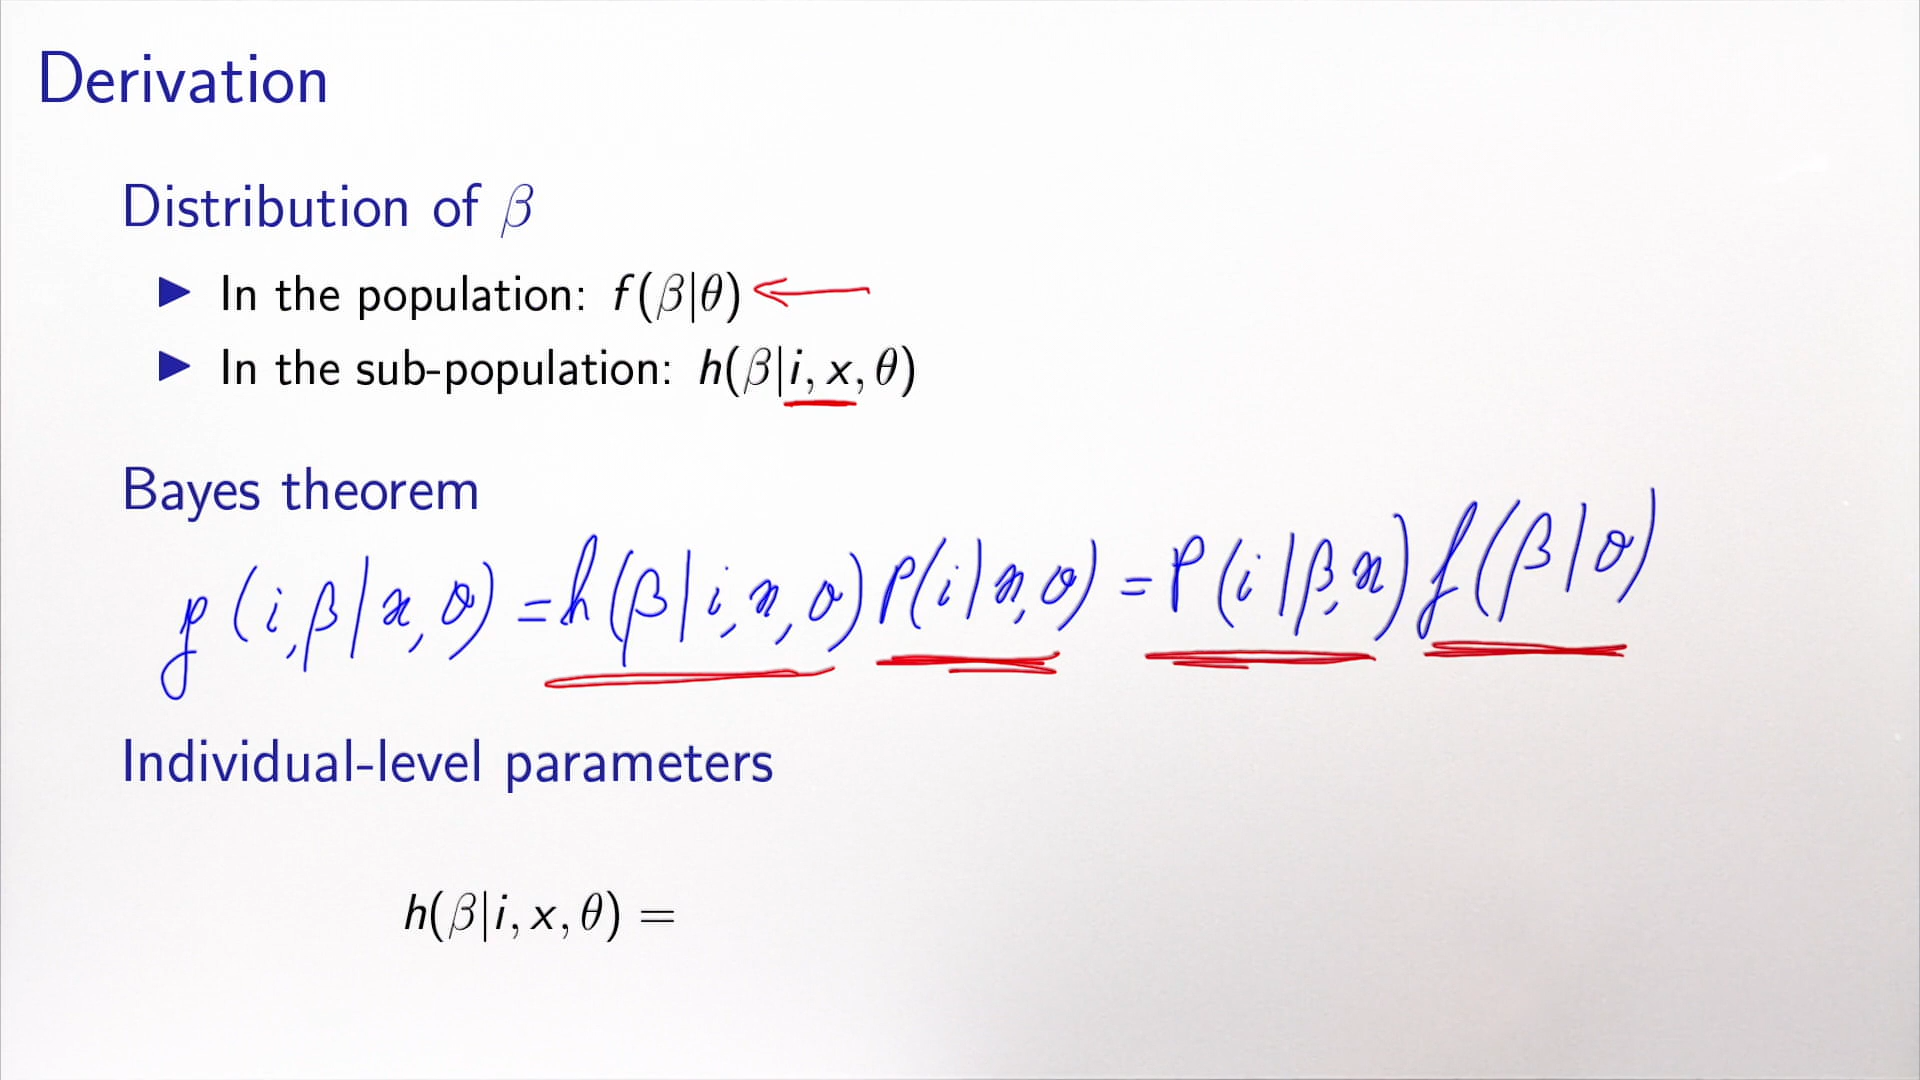 Derivation
Distribution of β
▶ In the population: f(β|θ)
▶ In the sub-population: h(β|i, x, θ)
Bayes theorem
g(i, β | x, θ) = h(β | i, x, θ) P(i | x, θ) = P(i | β, x) f(β | θ)
Individual-level parameters
h(β|i, x, θ) =